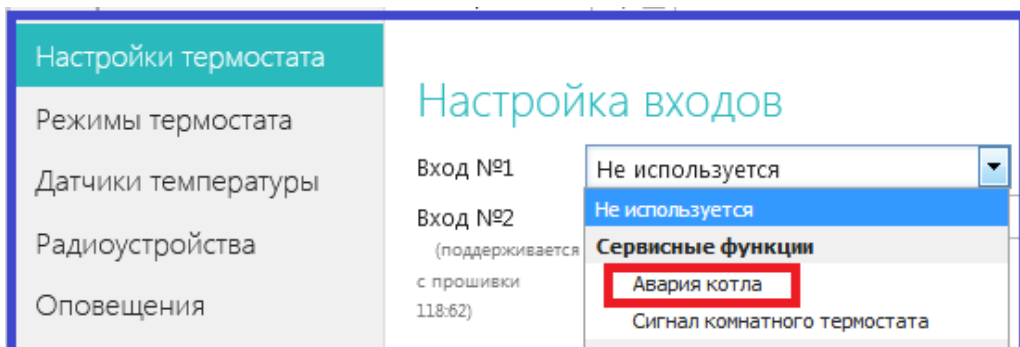 Настройки термостата
Режимы термостата
Датчики температуры
Радиоустройства
Оповещения
Настройка входов
Вход №1
Не используется
Вход №2
(поддерживается
с прошивки
118:62)
Не используется
Сервисные функции
Авария котла
Сигнал комнатного термостата